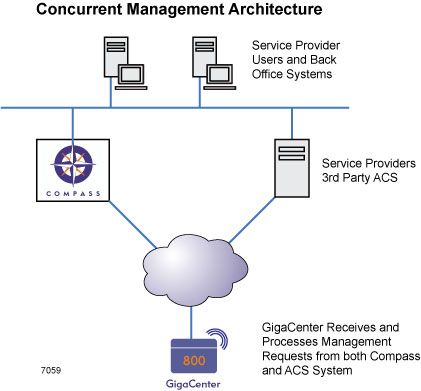 Concurrent Management Architecture
Service Provider
Users and Back
Office Systems
COMPASS
Service Providers
3rd Party ACS
GigaCenter Receives and
Processes Management
Requests from both Compass
and ACS System
800
GigaCenter
7059